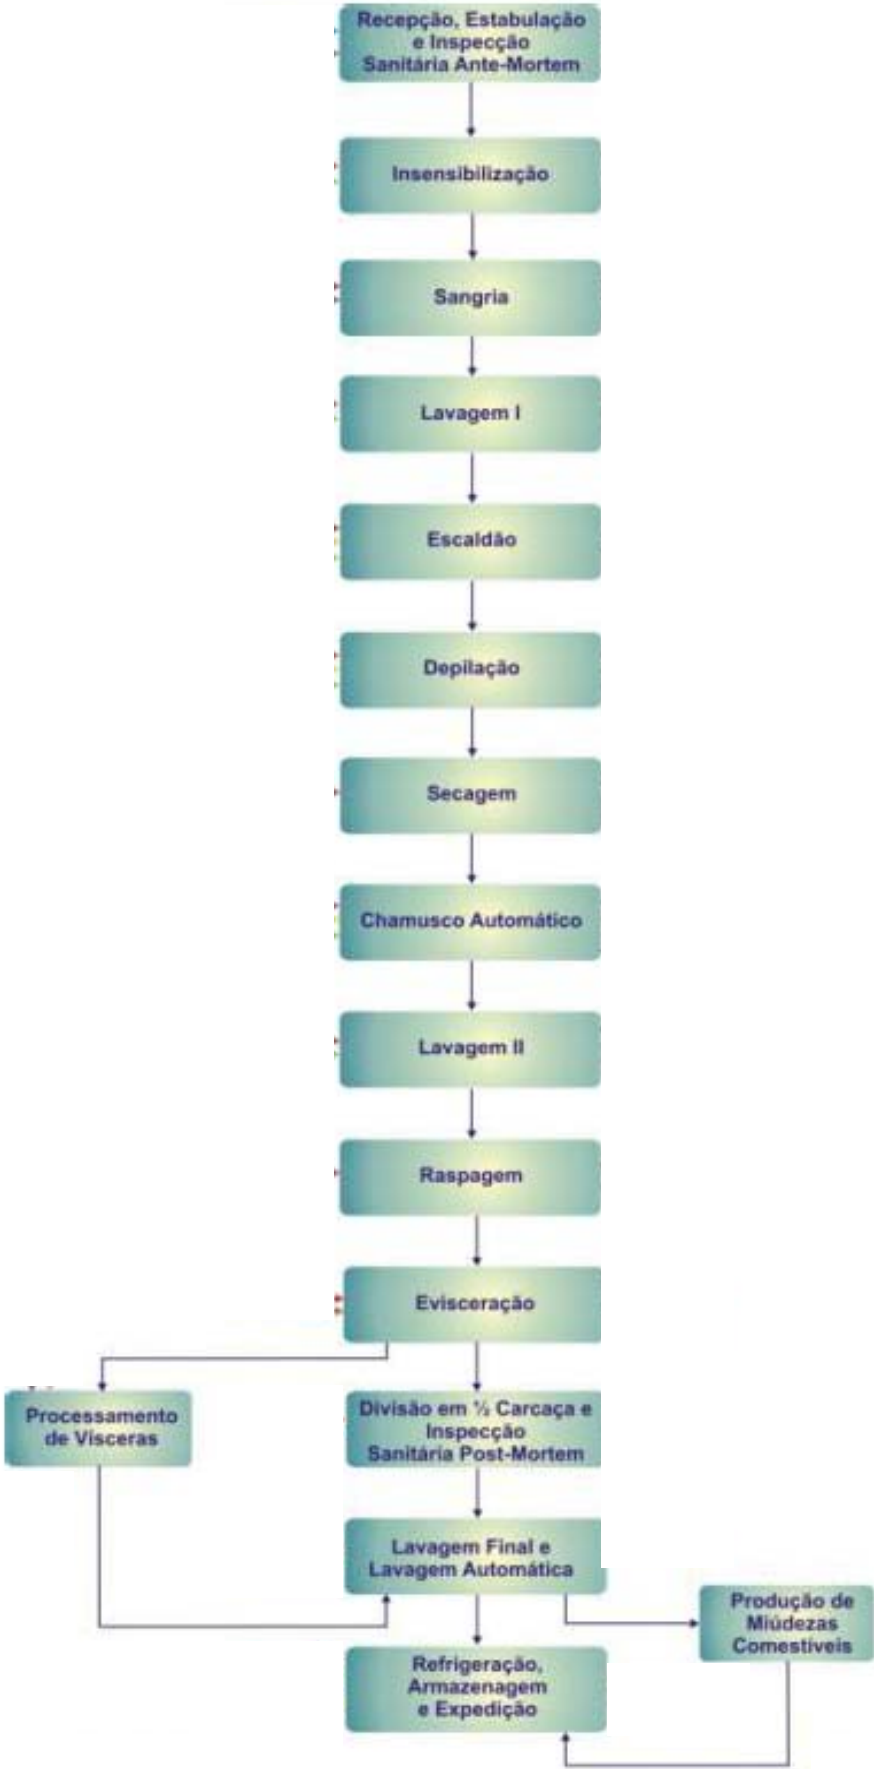 Recepção, Estabulação
e Inspecção
Sanitária Ante-Mortem
Insensibilização
Sangria
Lavagem I
Escaldão
Depilação
Secagem
Chamusco Automático
Lavagem II
Raspagem
Evisceração
Processamento
de Vísceras
Divisão em ½ Carcaça e
Inspecção
Sanitária Post-Mortem
Lavagem Final e
Lavagem Automática
Produção de
Miúdezas
Comestíveis
Refrigeração,
Armazenagem
e Expedição